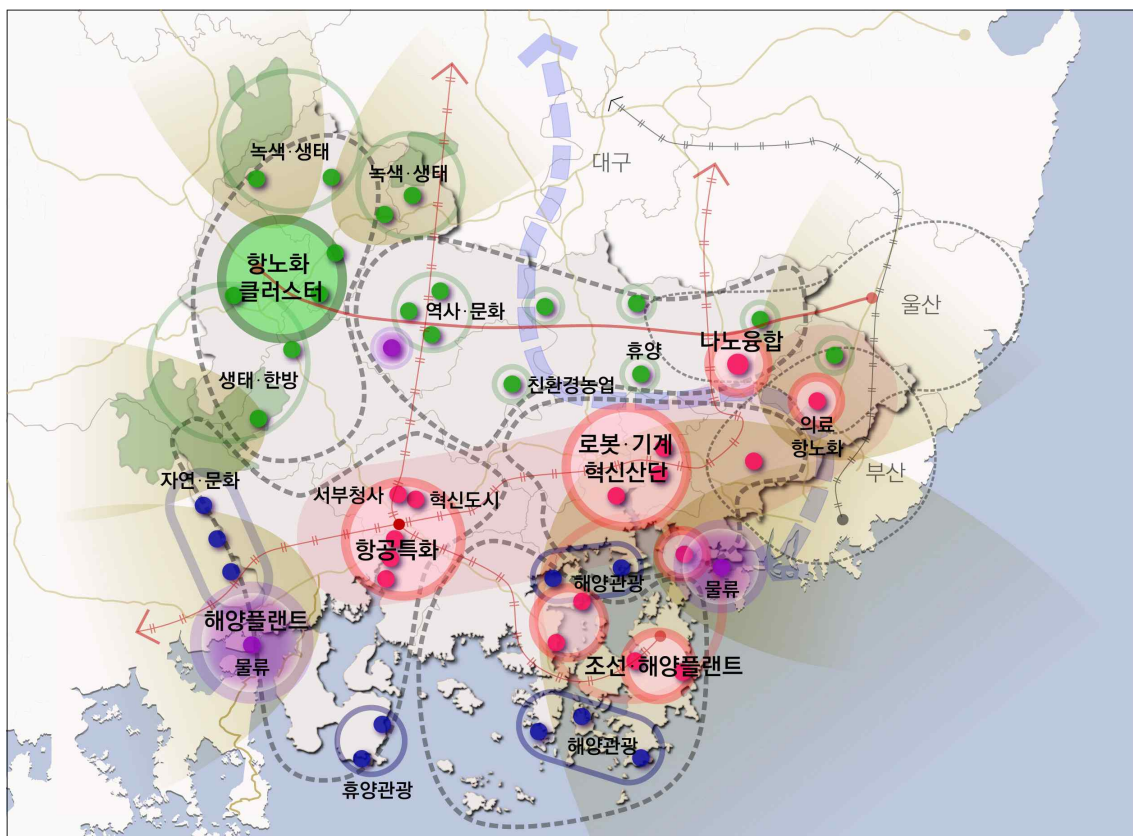 녹색·생태
녹색·생태
대구
항노화
클러스터
역사·문화
울산
나노융합
휴양
생태·한방
친환경농업
의료
항노화
로봇·기계
혁신산단
부산
자연·문화
서부청사
혁신도시
항공특화
해양관광
물류
해양플랜트
물류
조선·해양플랜트
해양관광
휴양관광